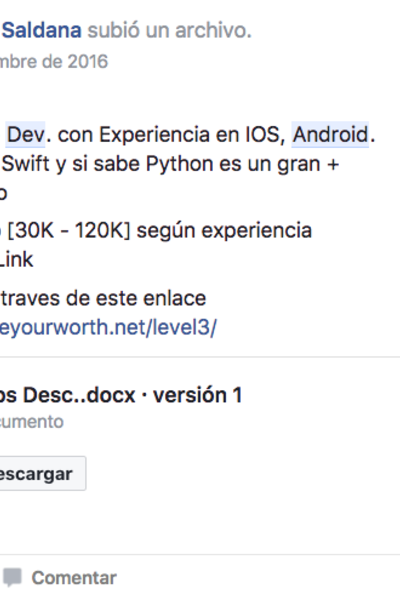 Saldana subió un archivo.
mbre de 2016
Dev. con Experiencia en IOS, Android.
Swift y si sabe Python es un gran +
o
[30K - 120K] según experiencia
Link
traves de este enlace
eyourworth.net/level3/
os Desc..docx · versión 1
cumento
escargar
Comentar